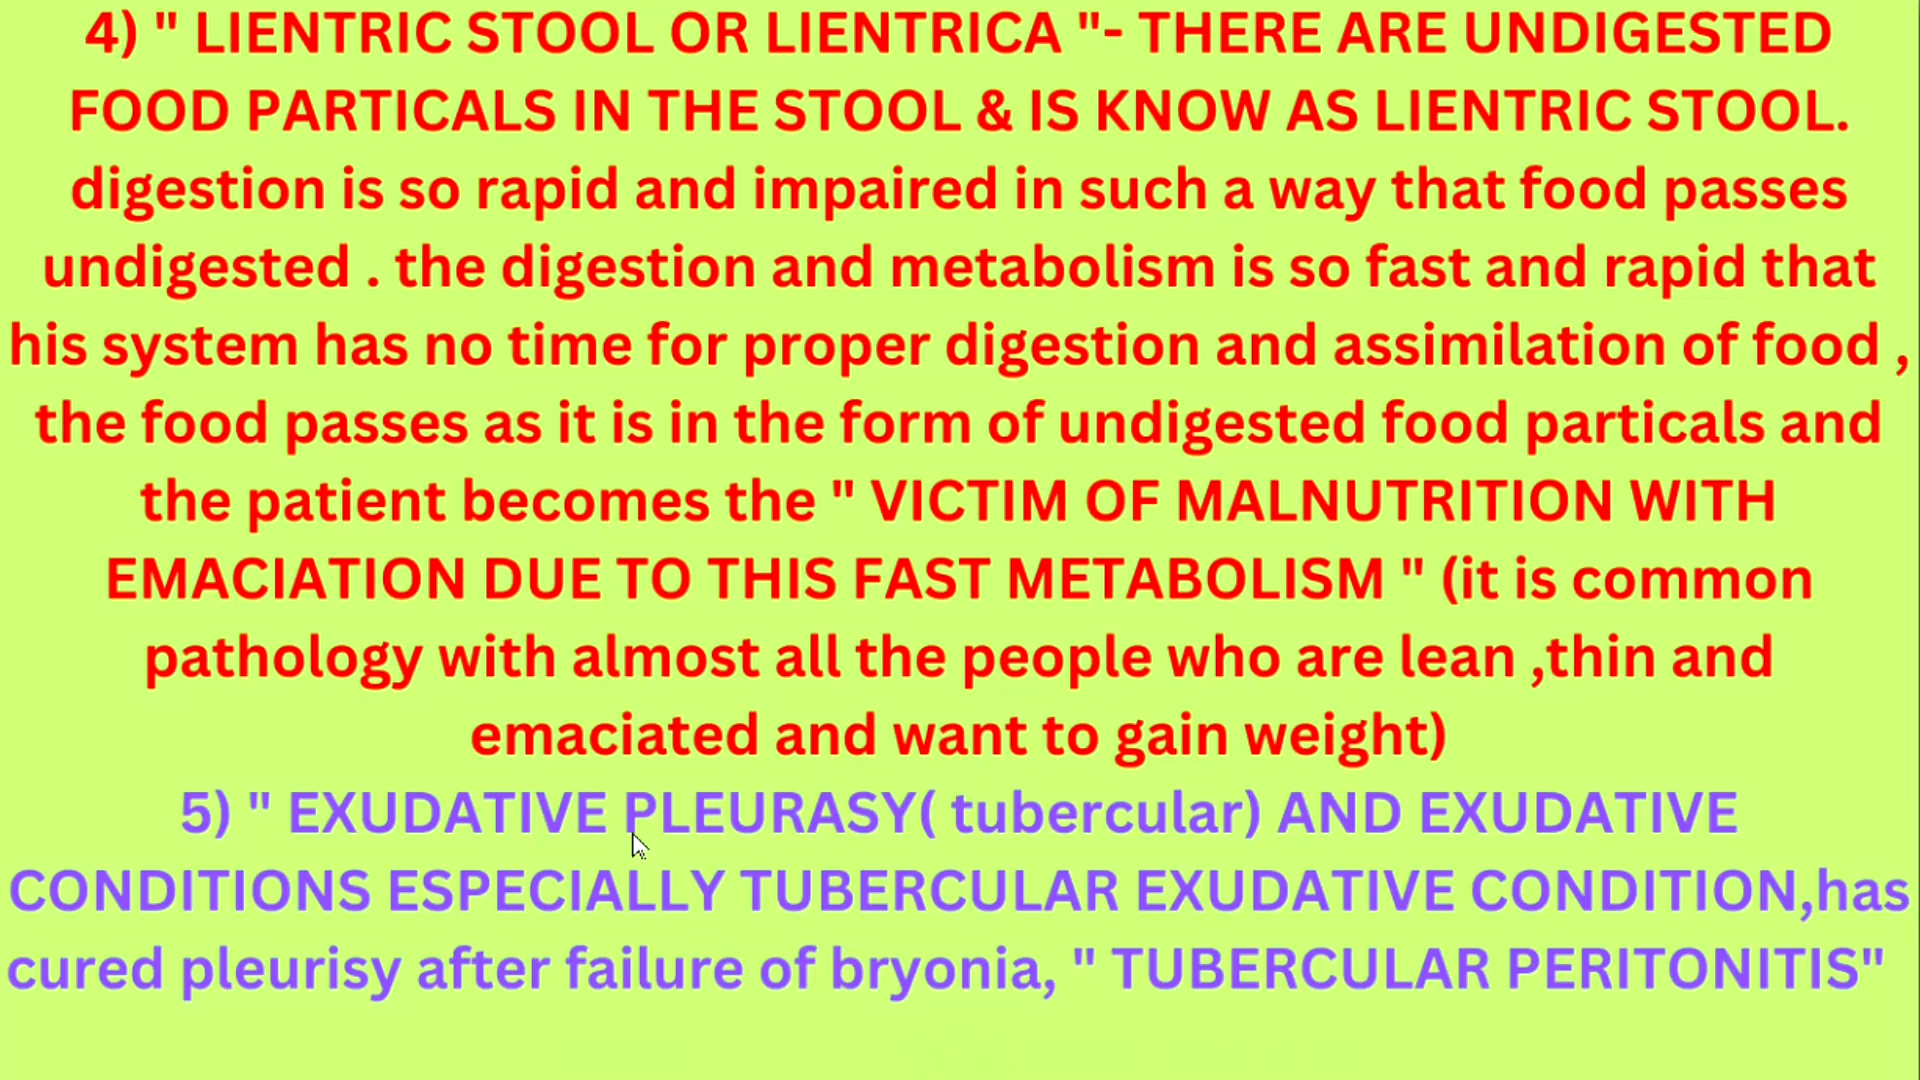 4) " LIENTRIC STOOL OR LIENTRICA "- THERE ARE UNDIGESTED
FOOD PARTICALS IN THE STOOL & IS KNOW AS LIENTRIC STOOL.
digestion is so rapid and impaired in such a way that food passes
undigested . the digestion and metabolism is so fast and rapid that
his system has no time for proper digestion and assimilation of food ,
the food passes as it is in the form of undigested food particals and
the patient becomes the " VICTIM OF MALNUTRITION WITH
EMACIATION DUE TO THIS FAST METABOLISM " (it is common
pathology with almost all the people who are lean ,thin and
emaciated and want to gain weight)
5) " EXUDATIVE PLEURASY( tubercular) AND EXUDATIVE
CONDITIONS ESPECIALLY TUBERCULAR EXUDATIVE CONDITION,has
cured pleurisy after failure of bryonia, " TUBERCULAR PERITONITIS"